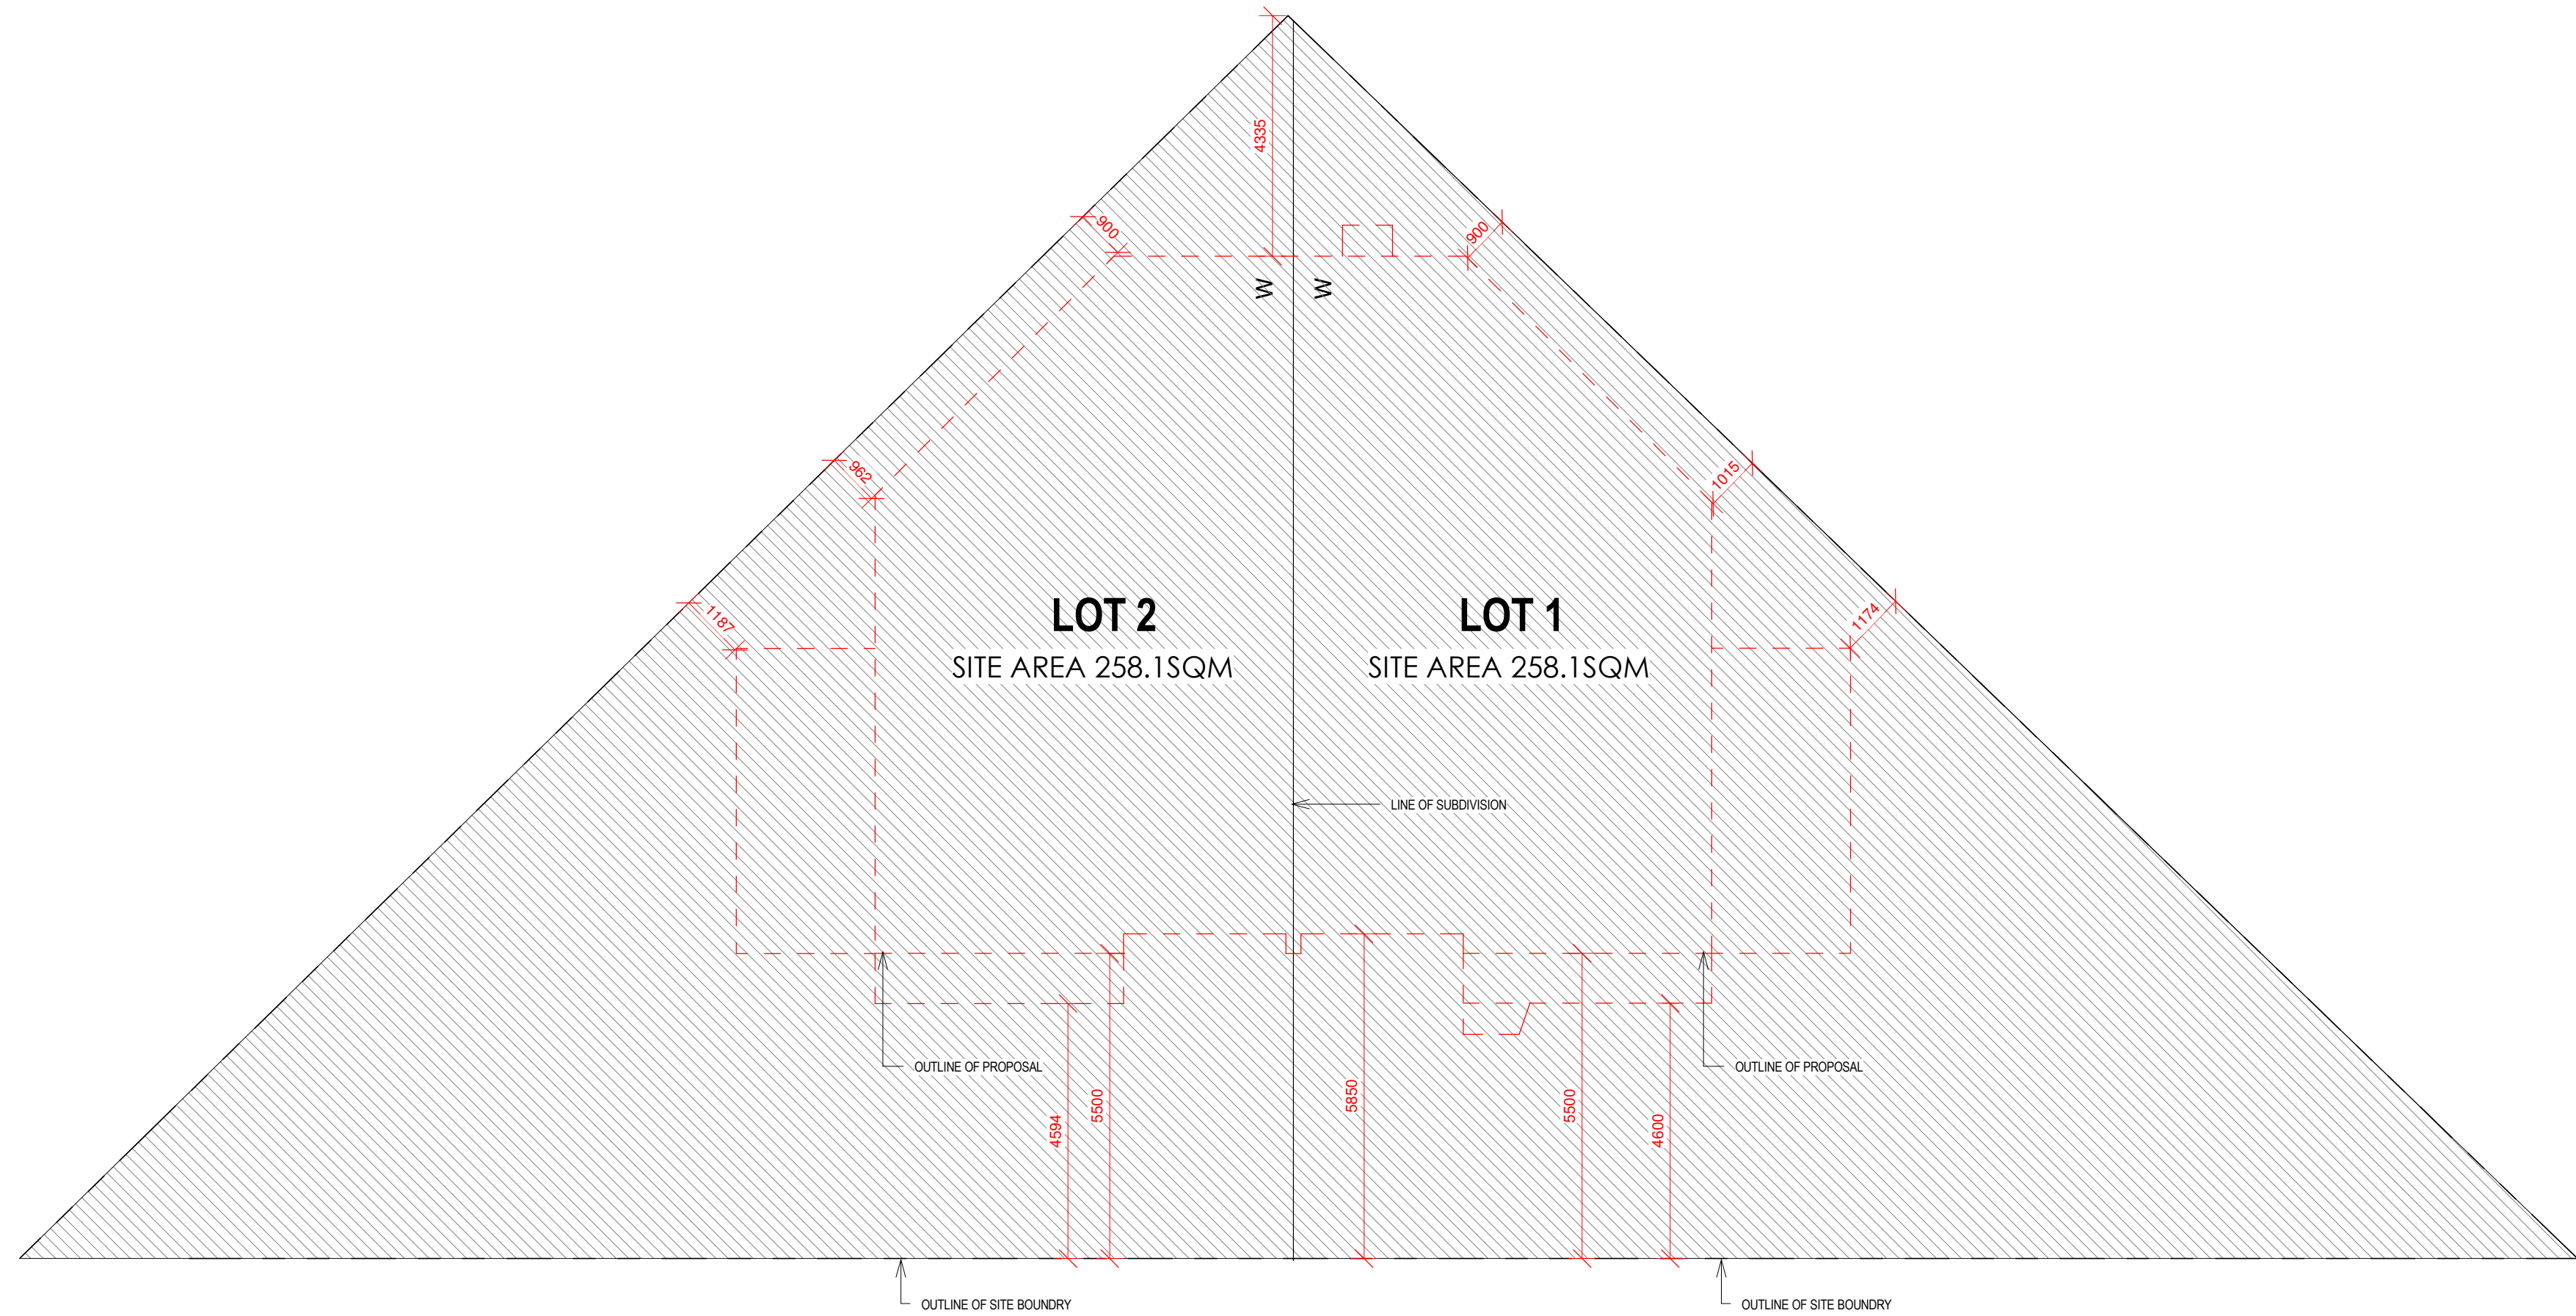 4335
900
900
W
W
962
1015
1187
1174
LOT 2
LOT 1
SITE AREA 258.1SQM
SITE AREA 258.1SQM
LINE OF SUBDIVISION
OUTLINE OF PROPOSAL
OUTLINE OF PROPOSAL
4594
5500
5850
5500
4600
OUTLINE OF SITE BOUNDRY
OUTLINE OF SITE BOUNDRY